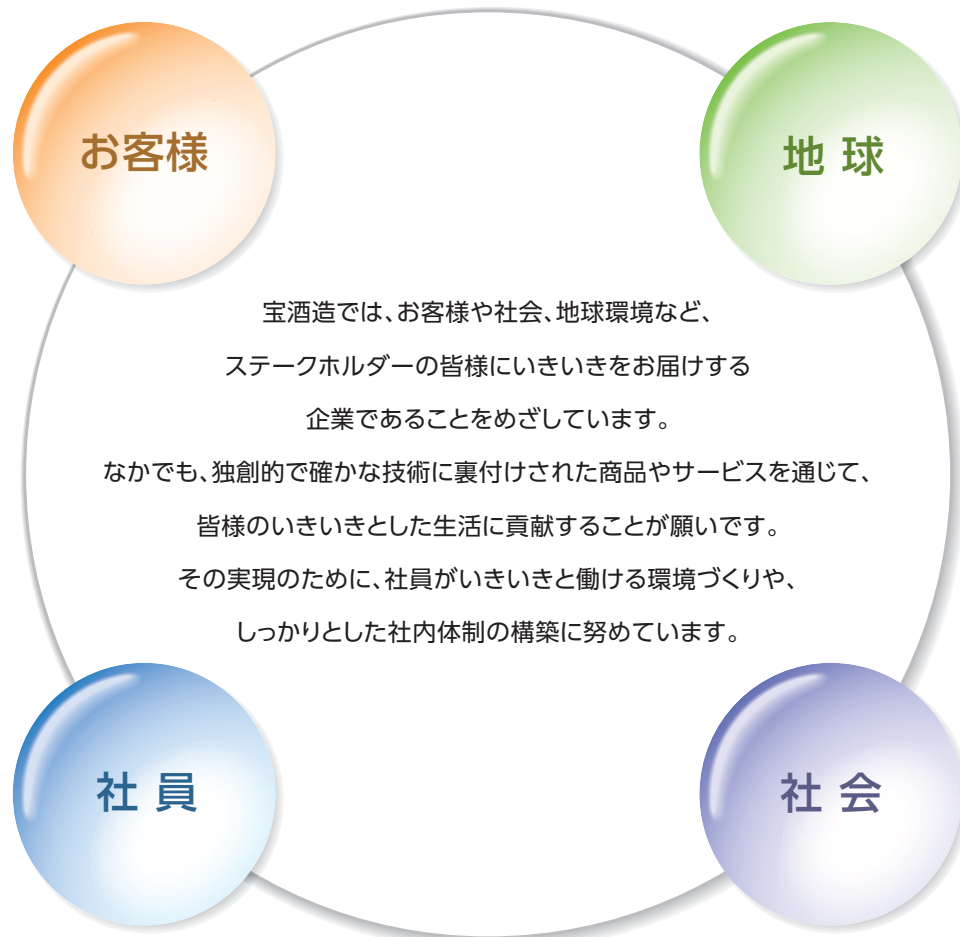 お客様
地球
宝酒造では、お客様や社会、地球環境など、
ステークホルダーの皆様にいきいきをお届けする
企業であることをめざしています。
なかでも、独創的で確かな技術に裏付けされた商品やサービスを通じて、
皆様のいきいきとした生活に貢献することが願いです。
その実現のために、社員がいきいきと働ける環境づくりや、
しっかりとした社内体制の構築に努めています。
社員
社会